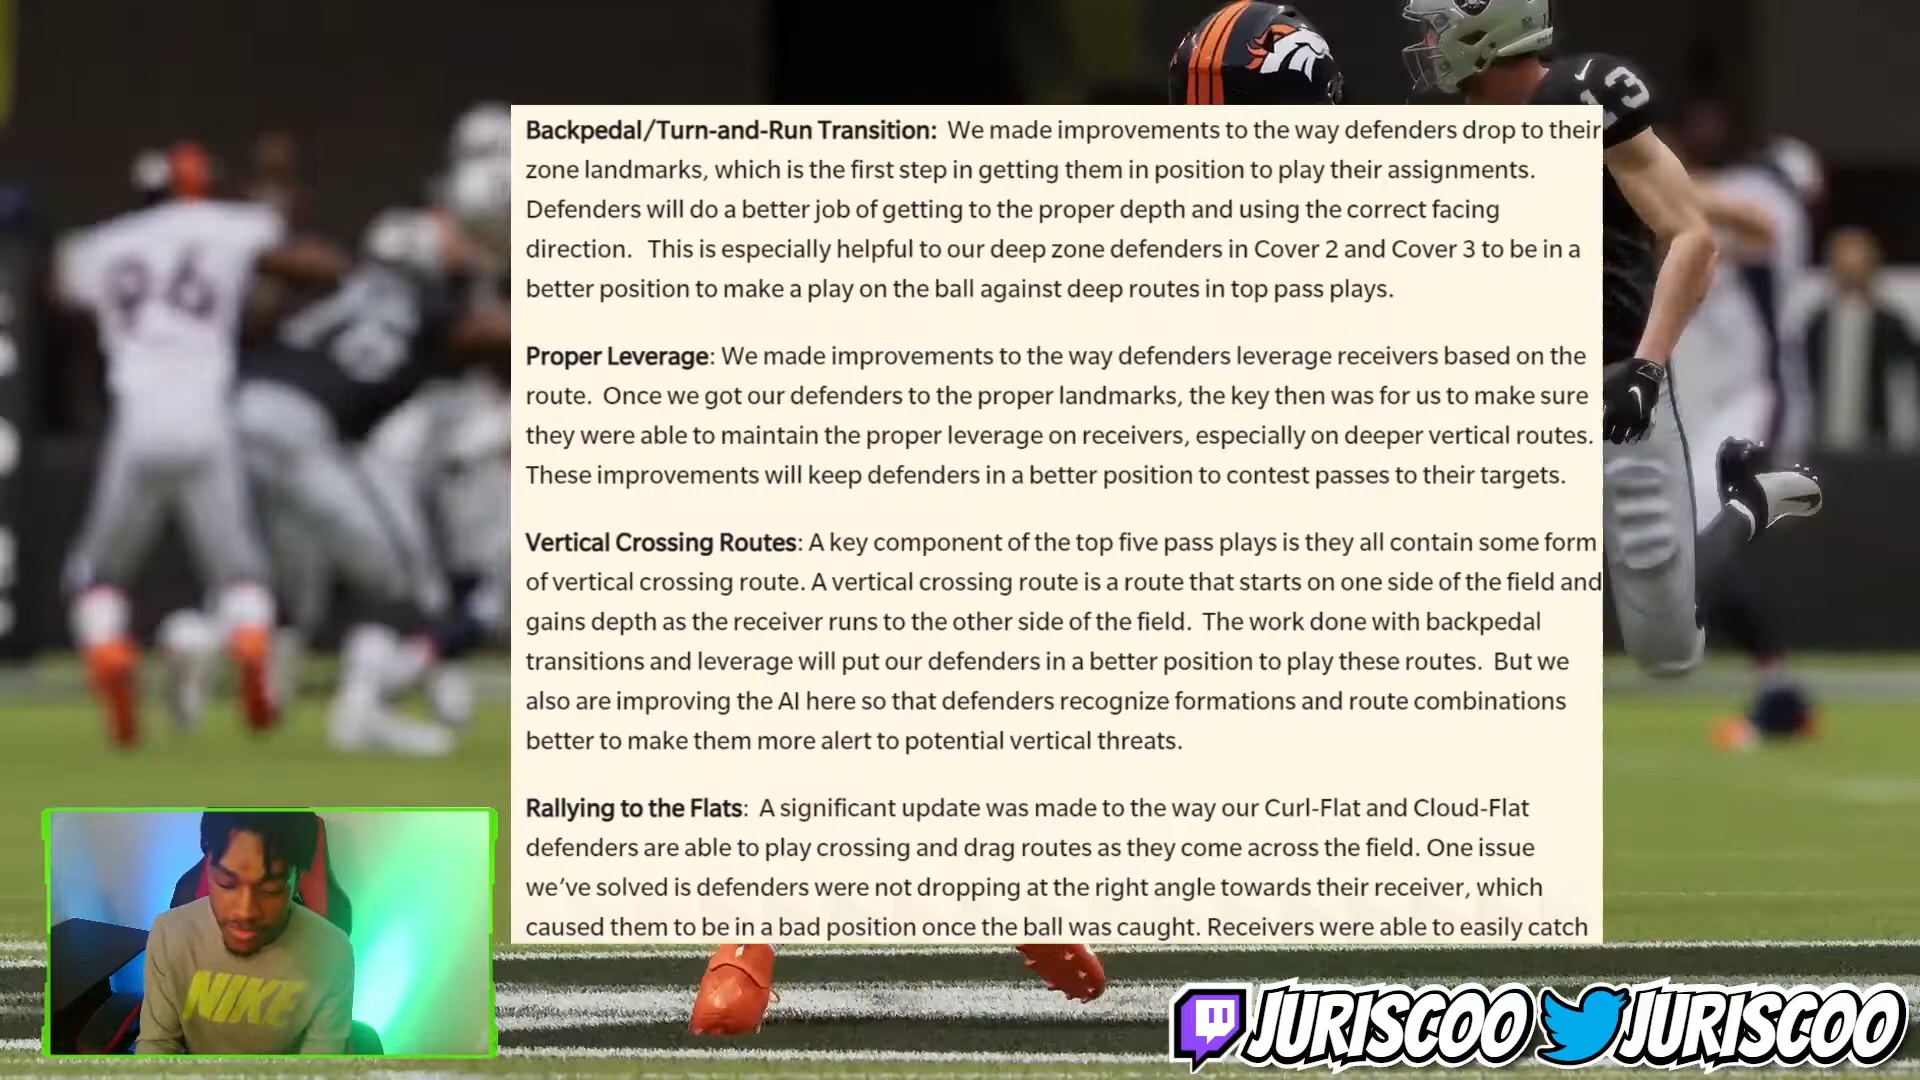 13
96
Backpedal/Turn-and-Run Transition: We made improvements to the way defenders drop to their
zone landmarks, which is the first step in getting them in position to play their assignments.
Defenders will do a better job of getting to the proper depth and using the correct facing
direction. This is especially helpful to our deep zone defenders in Cover 2 and Cover 3 to be in a
better position to make a play on the ball against deep routes in top pass plays.
Proper Leverage: We made improvements to the way defenders leverage receivers based on the
route. Once we got our defenders to the proper landmarks, the key then was for us to make sure
they were able to maintain the proper leverage on receivers, especially on deeper vertical routes.
These improvements will keep defenders in a better position to contest passes to their targets.
Vertical Crossing Routes: A key component of the top five pass plays is they all contain some form
of vertical crossing route. A vertical crossing route is a route that starts on one side of the field and
gains depth as the receiver runs to the other side of the field. The work done with backpedal
transitions and leverage will put our defenders in a better position to play these routes. But we
also are improving the AI here so that defenders recognize formations and route combinations
better to make them more alert to potential vertical threats.
Rallying to the Flats: A significant update was made to the way our Curl-Flat and Cloud-Flat
defenders are able to play crossing and drag routes as they come across the field. One issue
we’ve solved is defenders were not dropping at the right angle towards their receiver, which
caused them to be in a bad position once the ball was caught. Receivers were able to easily catch
NIKE
JURISCOO JURISCOO